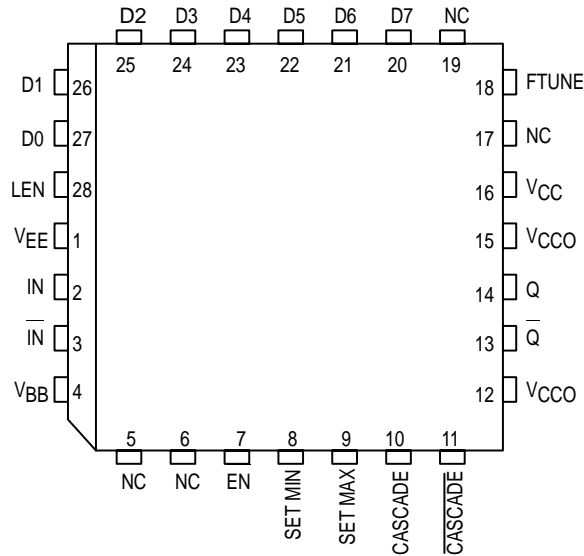 D2 D3 D4 D5 D6 D7 NC
25 24 23 22 21 20 19
D1 26 18 FTUNE
D0 27 17 NC
LEN 28 16 VCC
VEE 1 15 VCCO
IN 2 14 Q
I̅N̅ 3 13 Q̅
VBB 4 12 VCCO
5 6 7 8 9 10 11
NC NC EN SET MIN SET MAX CASCADE C̅A̅S̅C̅A̅D̅E̅